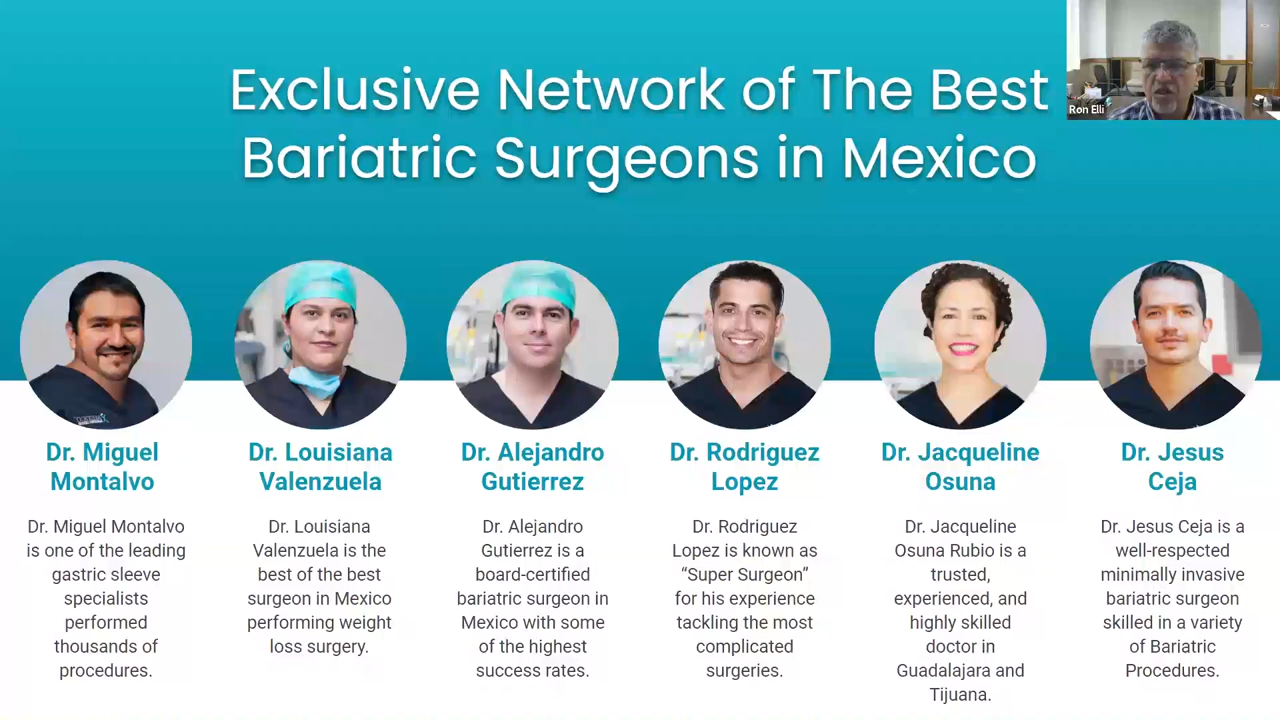 Exclusive Network of The Best
Bariatric Surgeons in Mexico
Ron Elli
Dr. Miguel
Montalvo
Dr. Miguel Montalvo
is one of the leading
gastric sleeve
specialists
performed
thousands of
procedures.
Dr. Louisiana
Valenzuela
Dr. Louisiana
Valenzuela is the
best of the best
surgeon in Mexico
performing weight
loss surgery.
Dr. Alejandro
Gutierrez
Dr. Alejandro
Gutierrez is a
board-certified
bariatric surgeon in
Mexico with some
of the highest
success rates.
Dr. Rodriguez
Lopez
Dr. Rodriguez
Lopez is known as
“Super Surgeon”
for his experience
tackling the most
complicated
surgeries.
Dr. Jacqueline
Osuna
Dr. Jacqueline
Osuna Rubio is a
trusted,
experienced, and
highly skilled
doctor in
Guadalajara and
Tijuana.
Dr. Jesus
Ceja
Dr. Jesus Ceja is a
well-respected
minimally invasive
bariatric surgeon
skilled in a variety
of Bariatric
Procedures.